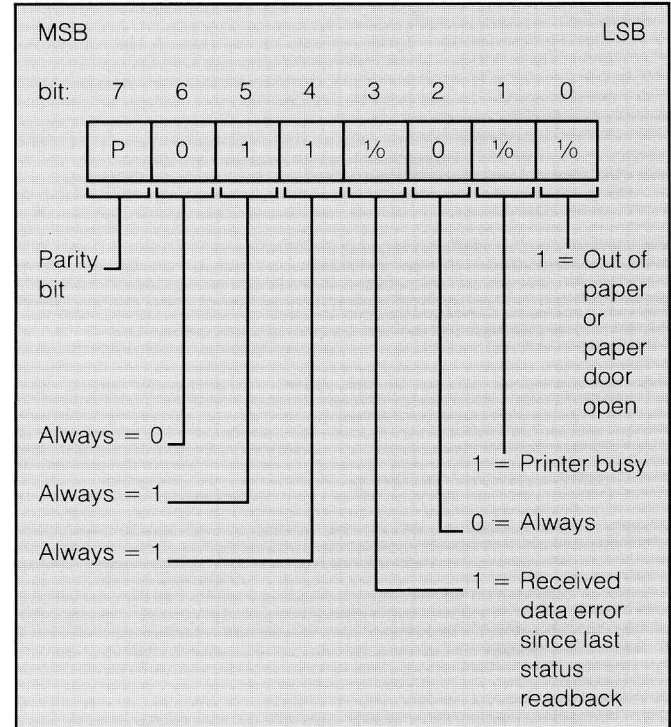 MSB LSB
bit: 7 6 5 4 3 2 1 0
P 0 1 1 1/0 0 1/0 1/0
Parity
bit
1 = Out of
paper
or
paper
door
open
Always = 0
1 = Printer busy
Always = 1
0 = Always
Always = 1
1 = Received
data error
since last
status
readback